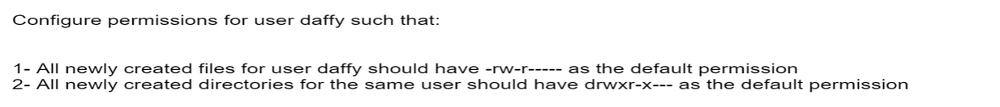 Configure permissions for user daffy such that:
1- All newly created files for user daffy should have -rw-r----- as the default permission
2- All newly created directories for the same user should have drwxr-x--- as the default permission